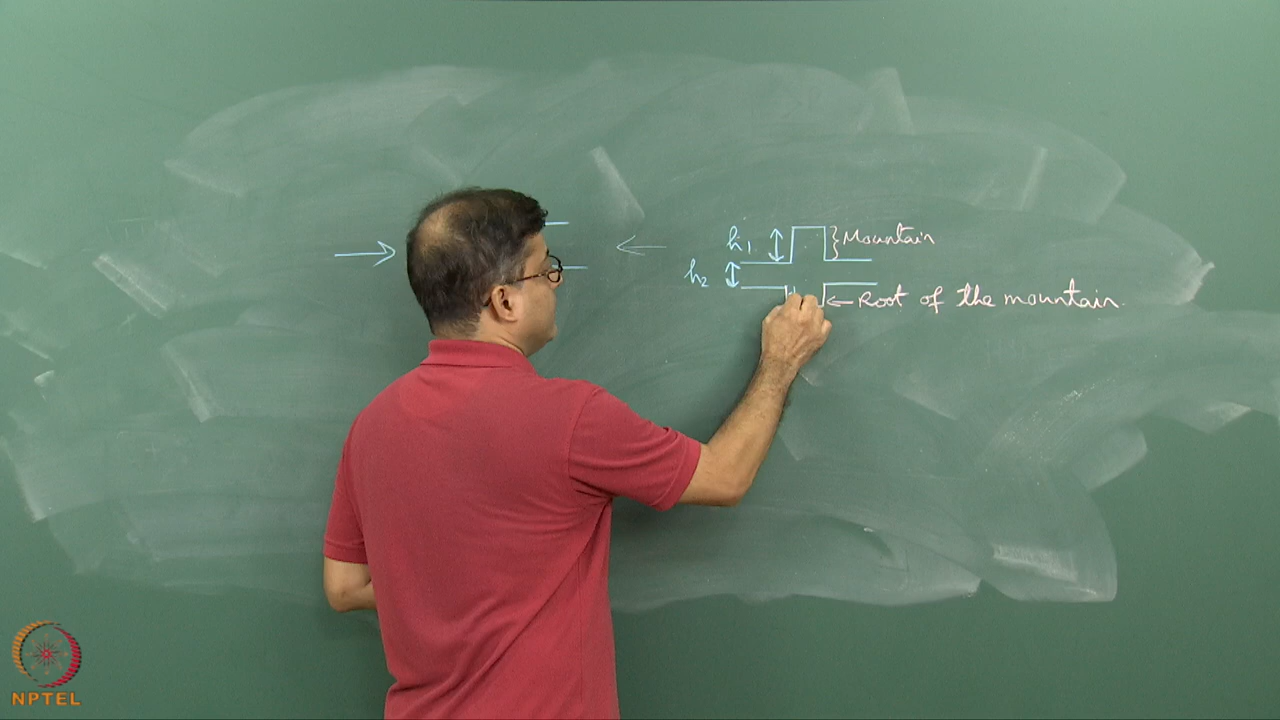 h₁
Mountain
h₂
Root of the mountain
NPTEL